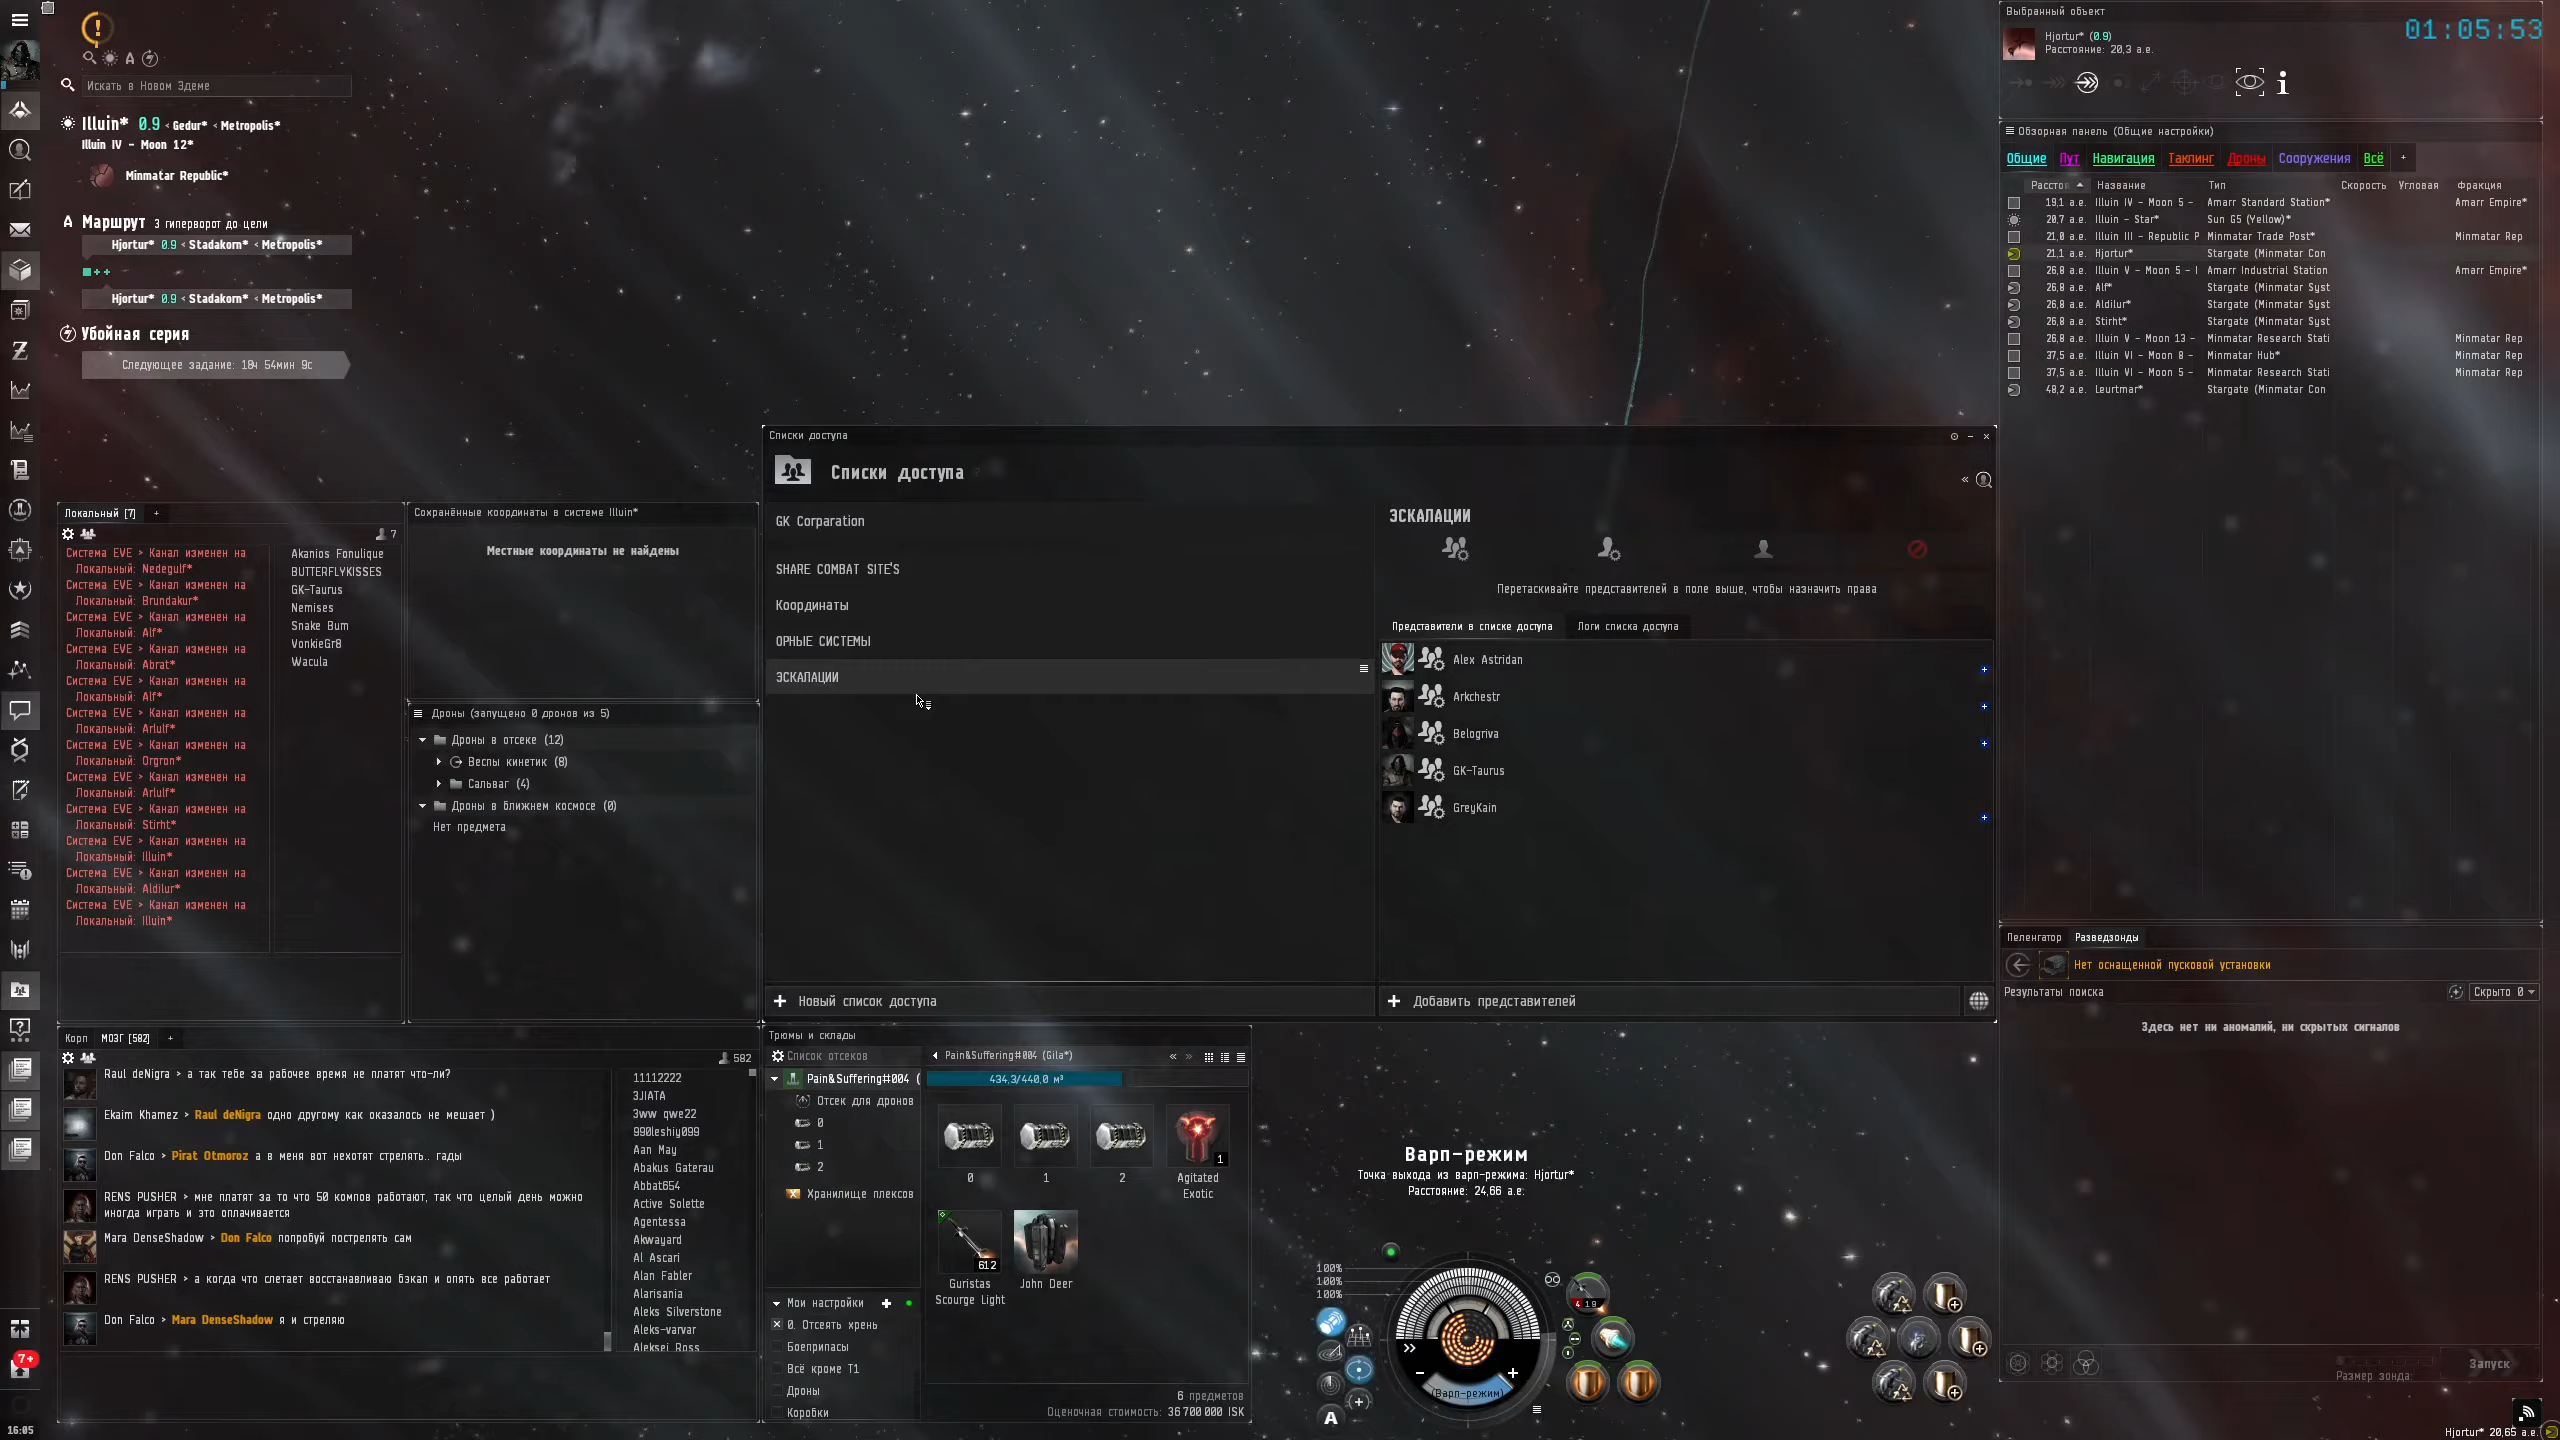 Искать в Новом Эдеме
Illuin* 0.9 < Gedur* < Metropolis*
Illuin IV - Moon 12*
Minmatar Republic*
Маршрут 3 гиперворот до цели
Hjortur* 0.9 < Stadakorn* < Metropolis*
Hjortur* 0.9 < Stadakorn* < Metropolis*
Убойная серия
Следующее задание: 18ч 54мин 9с
Выбранный объект
01:05:53
Hjortur* (0.9)
Расстояние: 20,3 а.е.
Обзорная панель (Общие настройки)
Общие Пут Навигация Таклинг Дроны Сооружения Всё +
Расстоя Название Тип Скорость Угловая Фракция
19,1 а.е. Illuin IV - Moon 5 - Amarr Standard Station* Amarr Empire*
20,7 а.е. Illuin - Star* Sun G5 (Yellow)*
21,0 а.е. Illuin III - Republic P Minmatar Trade Post* Minmatar Rep
21,1 а.е. Hjortur* Stargate (Minmatar Con
26,8 а.е. Illuin V - Moon 5 - I Amarr Industrial Station Amarr Empire*
26,8 а.е. Alf* Stargate (Minmatar Syst
26,8 а.е. Aldilur* Stargate (Minmatar Syst
26,8 а.е. Stirht* Stargate (Minmatar Syst
26,8 а.е. Illuin V - Moon 13 - Minmatar Research Stati Minmatar Rep
37,5 а.е. Illuin VI - Moon 8 - Minmatar Hub* Minmatar Rep
37,5 а.е. Illuin VI - Moon 5 - Minmatar Research Stati Minmatar Rep
48,2 а.е. Leurtmar* Stargate (Minmatar Con
Списки доступа
Списки доступа
GK Corparation
SHARE COMBAT SITE'S
Координаты
ОРНЫЕ СИСТЕМЫ
ЭСКАЛАЦИИ
Новый список доступа
ЭСКАЛАЦИИ
Перетаскивайте представителей в поле выше, чтобы назначить права
Представители в списке доступа Логи списка доступа
Alex Astridan
Arkchestr
Belogriva
GK-Taurus
GreyKain
Добавить представителей
Локальный [7] +
7
Система EVE > Канал изменен на
Локальный: Nedegulf*
Система EVE > Канал изменен на
Локальный: Brundakur*
Система EVE > Канал изменен на
Локальный: Alf*
Система EVE > Канал изменен на
Локальный: Abrat*
Система EVE > Канал изменен на
Локальный: Alf*
Система EVE > Канал изменен на
Локальный: Arlulf*
Система EVE > Канал изменен на
Локальный: Orgron*
Система EVE > Канал изменен на
Локальный: Arlulf*
Система EVE > Канал изменен на
Локальный: Stirht*
Система EVE > Канал изменен на
Локальный: Illuin*
Система EVE > Канал изменен на
Локальный: Aldilur*
Система EVE > Канал изменен на
Локальный: Illuin*
Akanios Fonulique
BUTTERFLYKISSES
GK-Taurus
Nemises
Snake Bum
VonkieGr8
Wacula
Сохранённые координаты в системе Illuin*
Местные координаты не найдены
Дроны (запущено 0 дронов из 5)
Дроны в отсеке (12)
Веспы кинетик (8)
Сальваг (4)
Дроны в ближнем космосе (0)
Нет предмета
Корп МОЗГ [582] +
582
Raul deNigra > а так тебе за рабочее время не платят что-ли?
Ekaim Khamez > Raul deNigra одно другому как оказалось не мешает )
Don Falco > Pirat Otmoroz а в меня вот нехотят стрелять.. гады
RENS PUSHER > мне платят за то что 50 компов работают, так что целый день можно
иногда играть и это оплачивается
Mara DenseShadow > Don Falco попробуй пострелять сам
RENS PUSHER > а когда что слетает восстанавливаю бэкап и опять все работает
Don Falco > Mara DenseShadow я и стреляю
11112222
3JIATA
3ww qwe22
990leshiy099
Aan May
Abakus Gaterau
Abbat654
Active Solette
Agentessa
Akwayard
Al Ascari
Alan Fabler
Alarisania
Aleks Silverstone
Aleks-varvar
Aleksei Ross
Трюмы и склады
Список отсеков
Pain&Suffering#004 (
Отсек для дронов
0
1
2
Хранилище плексов
Pain&Suffering#004 (Gila*)
434,3/440,0 м³
0
1
2
1
Agitated
Exotic
612
Guristas
Scourge Light
John Deer
Мои настройки
0. Отсеять хрень
Боеприпасы
Всё кроме Т1
Дроны
Коробки
6 предметов
Оценочная стоимость: 36 700 000 ISK
Варп-режим
Точка выхода из варп-режима: Hjortur*
Расстояние: 24,66 а.е.
100%
100%
100%
(Варп-режим)
Пеленгатор Разведзонды
Нет оснащенной пусковой установки
Результаты поиска
Скрыто 0
Здесь нет ни аномалий, ни скрытых сигналов
Размер зонда:
Запуск
Hjortur* 20,65 а.е.
7+
16:05